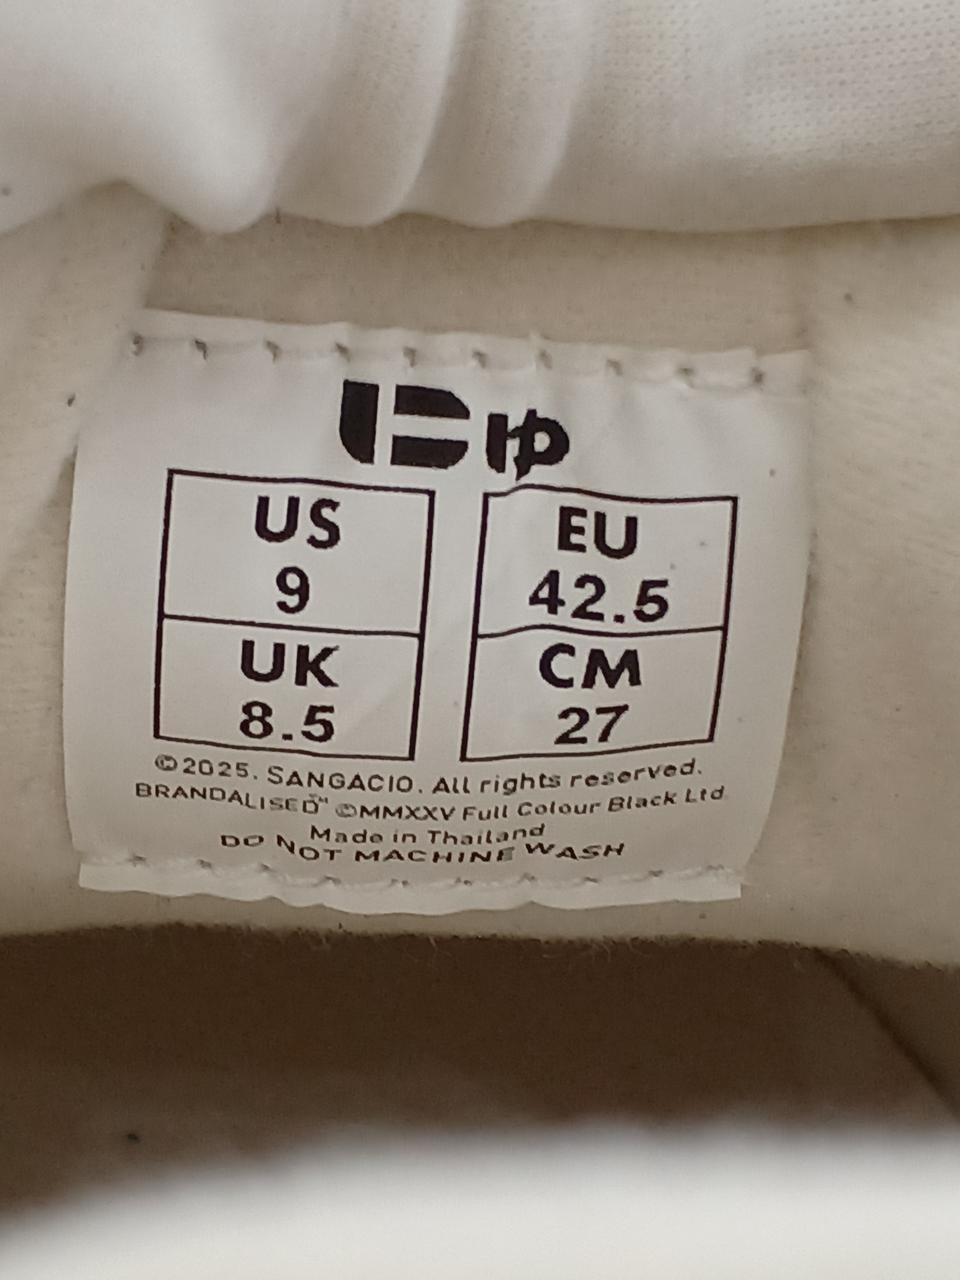 US
9
EU
42.5
UK
8.5
CM
27
©2025. SANGACIO. All rights reserved.
BRANDALISED™ ©MMXXV Full Colour Black Ltd
Made in Thailand
DO NOT MACHINE WASH